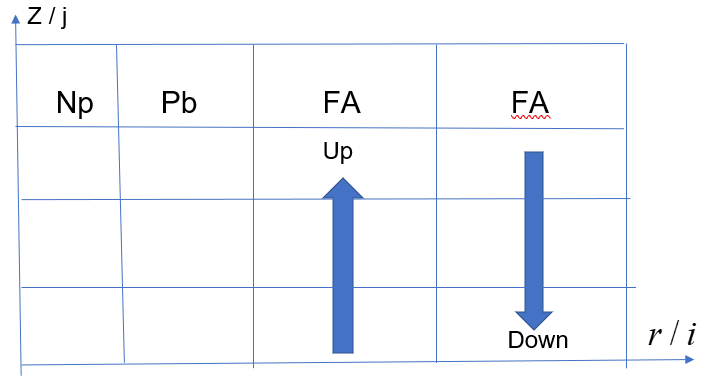 Z / j
Np Pb FA FA
Up
Down
r / i